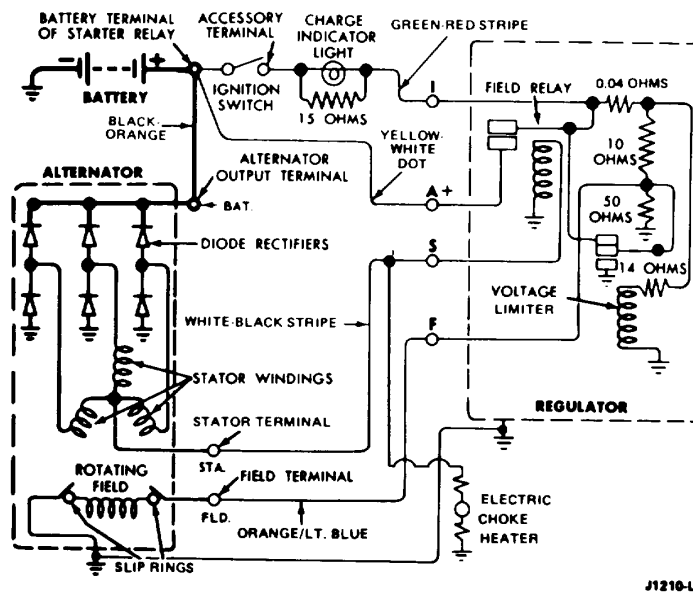 BATTERY TERMINAL
OF STARTER RELAY
ACCESSORY
TERMINAL
CHARGE
INDICATOR
LIGHT
GREEN-RED STRIPE
- +
BATTERY
IGNITION
SWITCH
15 OHMS
I
FIELD RELAY
0.04 OHMS
BLACK-
ORANGE
YELLOW-
WHITE
DOT
10
OHMS
ALTERNATOR
ALTERNATOR
OUTPUT TERMINAL
BAT.
A +
50
OHMS
DIODE RECTIFIERS
S
14 OHMS
WHITE-BLACK STRIPE
VOLTAGE
LIMITER
F
STATOR WINDINGS
REGULATOR
STATOR TERMINAL
STA.
ROTATING
FIELD
FIELD TERMINAL
FLD.
ORANGE/LT. BLUE
ELECTRIC
CHOKE
HEATER
SLIP RINGS
J1210-L